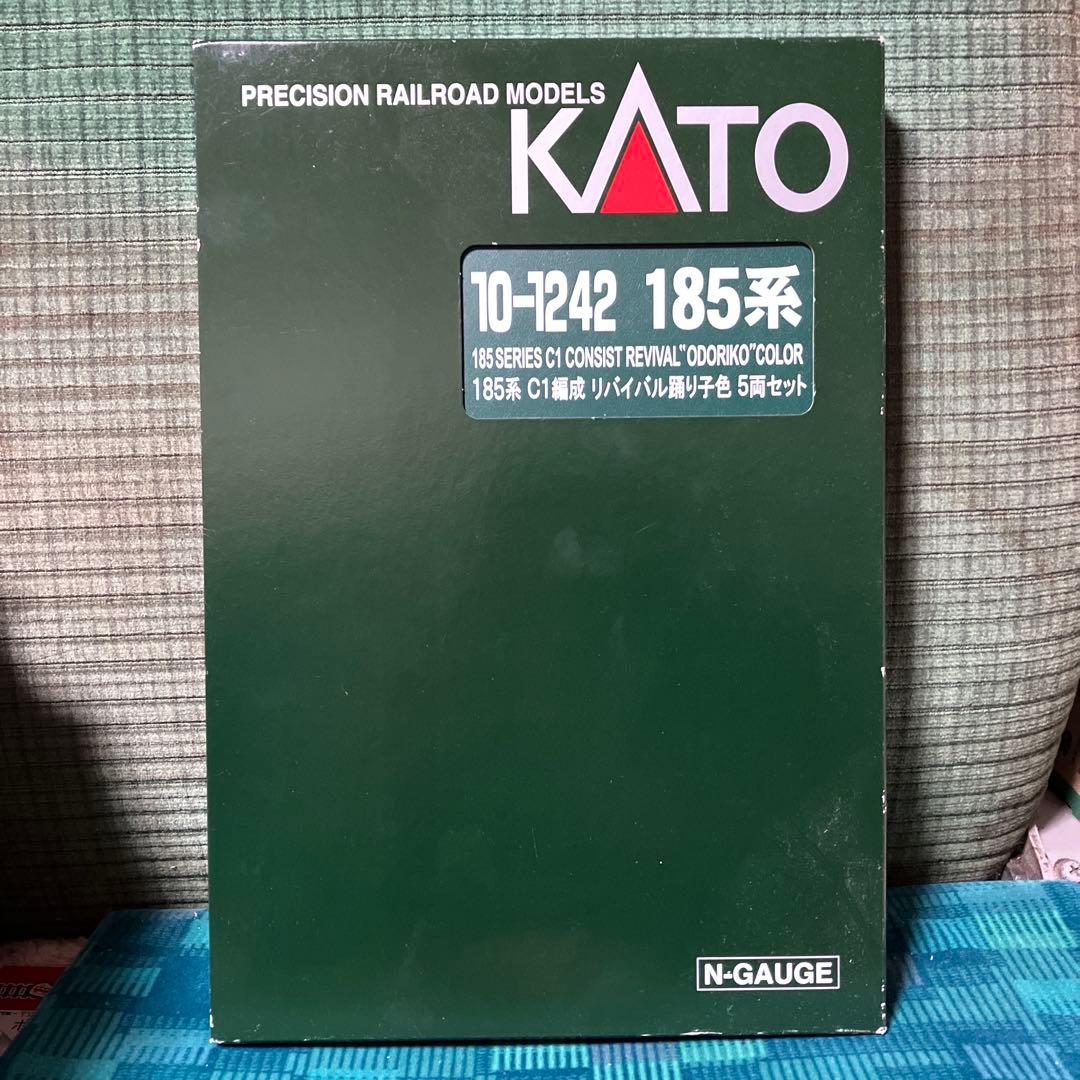 PRECISION RAILROAD MODELS
KATO
10-1242 185系
185 SERIES C1 CONSIST REVIVAL"ODORIKO"COLOR
185系 C1編成 リバイバル踊り子色 5両セット
N-GAUGE